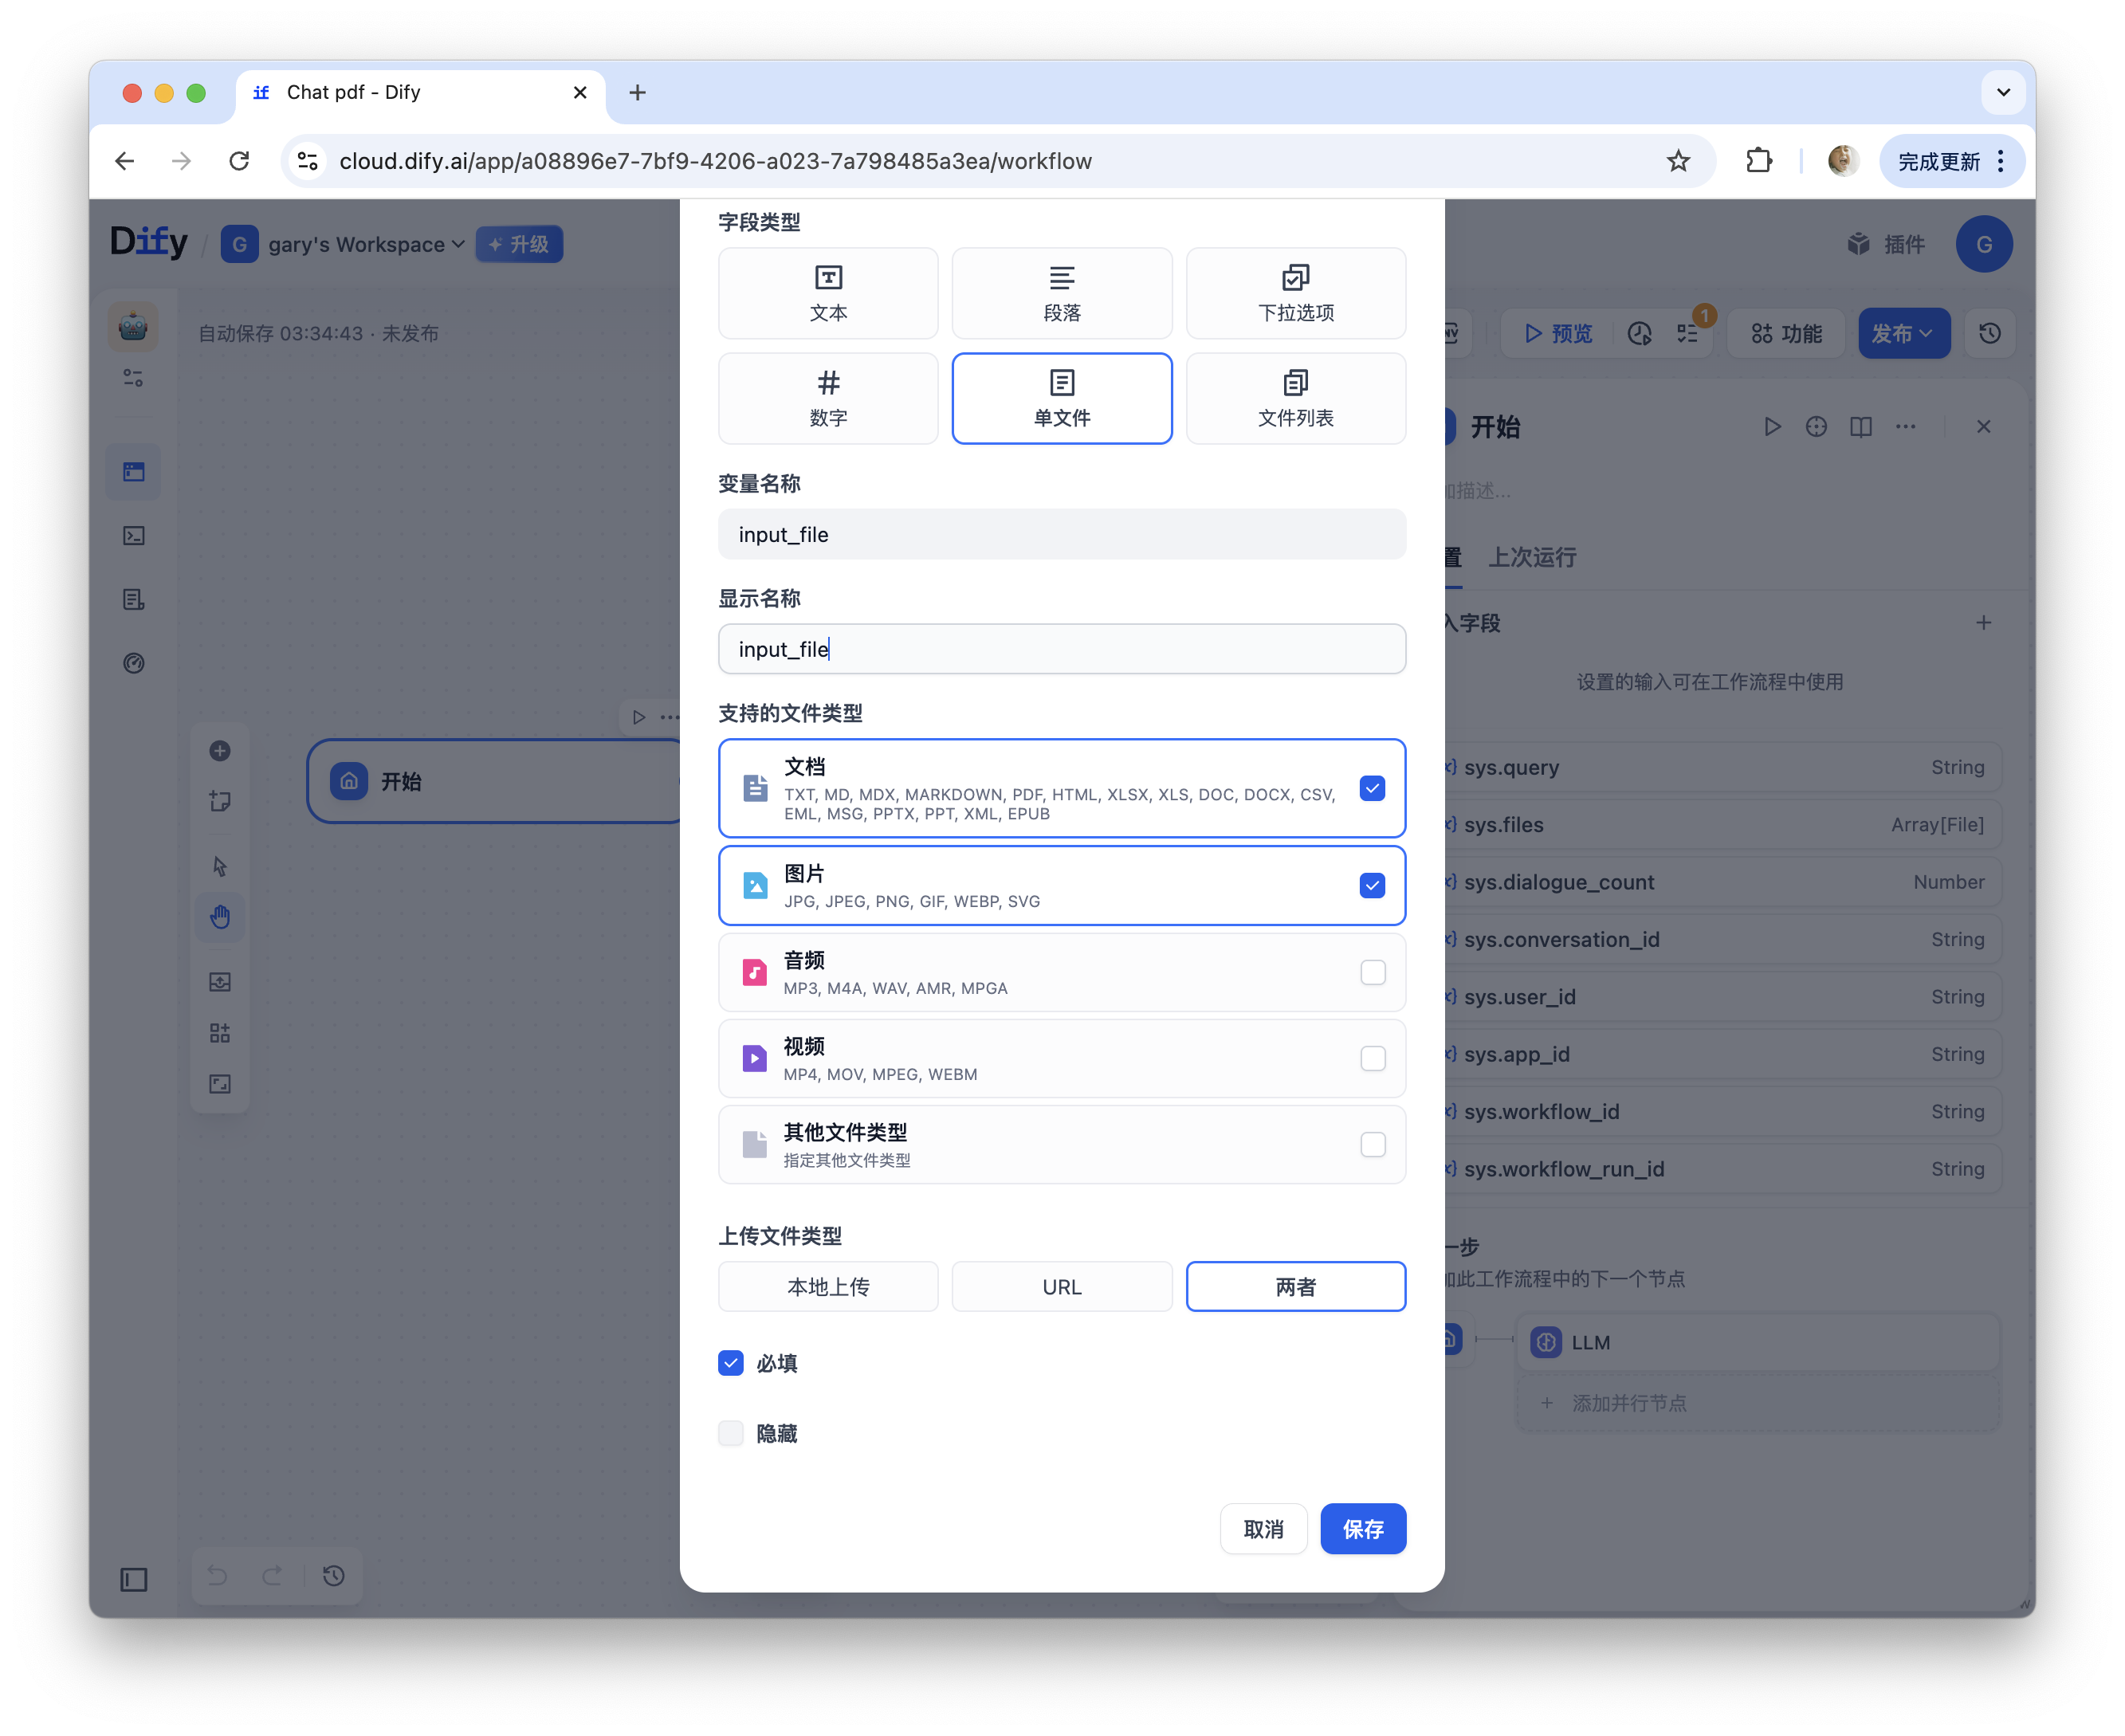 Chat pdf - Dify
cloud.dify.ai/app/a08896e7-7bf9-4206-a023-7a798485a3ea/workflow
完成更新
Dify / G gary's Workspace 升级
插件 G
自动保存 03:34:43 · 未发布
预览
1
功能
发布
开始
字段类型
文本
段落
下拉选项
数字
单文件
文件列表
变量名称
input_file
显示名称
input_file
支持的文件类型
文档
TXT, MD, MDX, MARKDOWN, PDF, HTML, XLSX, XLS, DOC, DOCX, CSV,
EML, MSG, PPTX, PPT, XML, EPUB
图片
JPG, JPEG, PNG, GIF, WEBP, SVG
音频
MP3, M4A, WAV, AMR, MPGA
视频
MP4, MOV, MPEG, WEBM
其他文件类型
指定其他文件类型
上传文件类型
本地上传
URL
两者
必填
隐藏
取消
保存
开始
加描述...
置 上次运行
入字段
设置的输入可在工作流程中使用
sys.query String
sys.files Array[File]
sys.dialogue_count Number
sys.conversation_id String
sys.user_id String
sys.app_id String
sys.workflow_id String
sys.workflow_run_id String
一步
加此工作流程中的下一个节点
LLM
添加并行节点